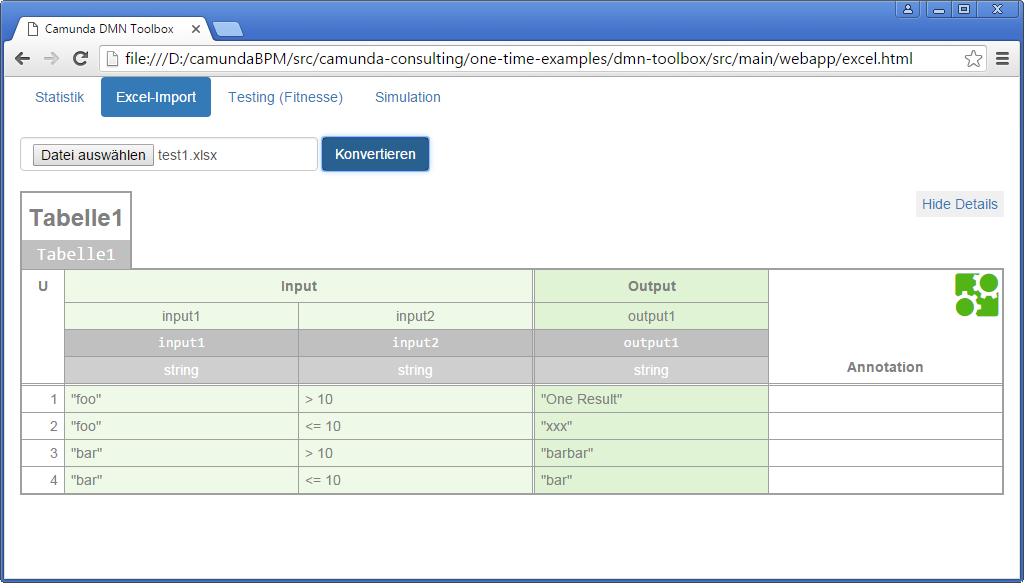 Camunda DMN Toolbox
file:///D:/camundaBPM/src/camunda-consulting/one-time-examples/dmn-toolbox/src/main/webapp/excel.html
Statistik Excel-Import Testing (Fitnesse) Simulation
Datei auswählen test1.xlsx Konvertieren
Tabelle1 Hide Details
Tabelle1
U Input Output
input1 input2 output1
input1 input2 output1
string string string Annotation
1 "foo" > 10 "One Result"
2 "foo" <= 10 "xxx"
3 "bar" > 10 "barbar"
4 "bar" <= 10 "bar"